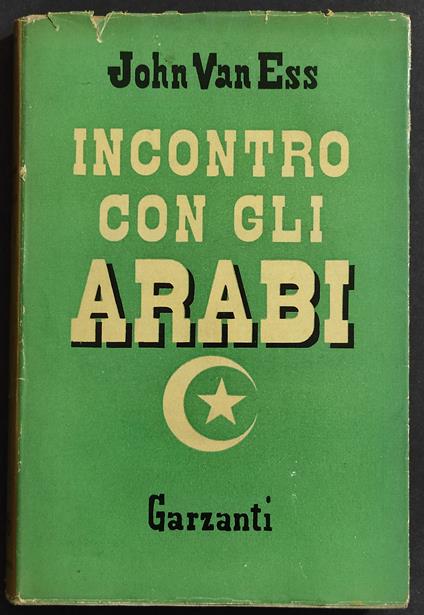 John Van Ess
INCONTRO
CON GLI
ARABI
Garzanti